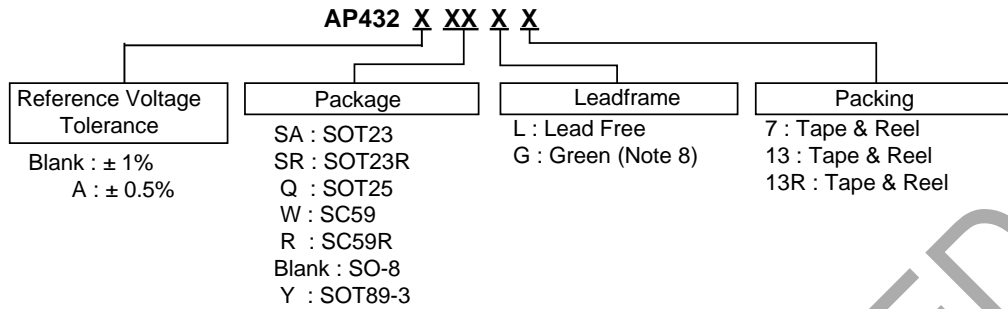 AP432 X XX X X
Reference Voltage
Tolerance
Blank : ± 1%
A : ± 0.5%
Package
SA : SOT23
SR : SOT23R
Q : SOT25
W : SC59
R : SC59R
Blank : SO-8
Y : SOT89-3
Leadframe
L : Lead Free
G : Green (Note 8)
Packing
7 : Tape & Reel
13 : Tape & Reel
13R : Tape & Reel